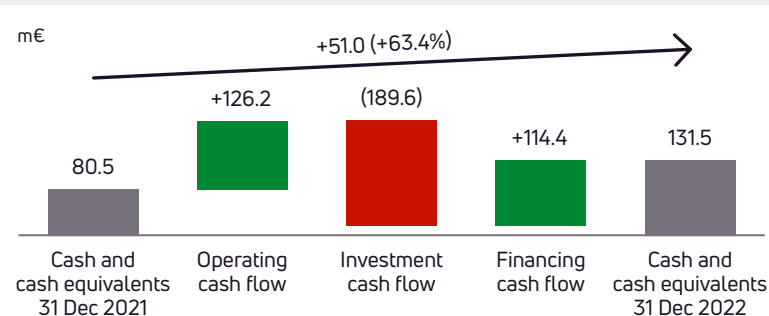 m€
+51.0 (+63.4%)
+126.2
(189.6)
+114.4
131.5
80.5
Cash and
cash equivalents
31 Dec 2021
Operating
cash flow
Investment
cash flow
Financing
cash flow
Cash and
cash equivalents
31 Dec 2022